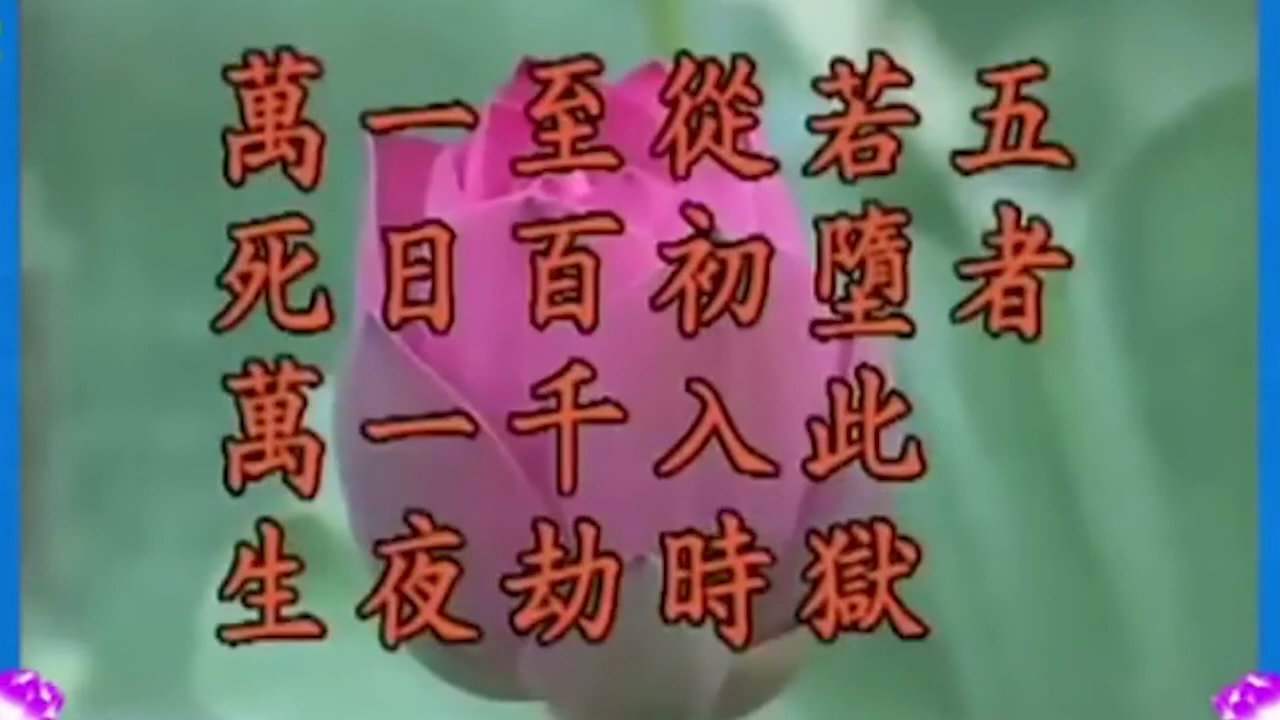 五者
若墮此獄
從初入時
至百千劫
一日一夜
萬死萬生